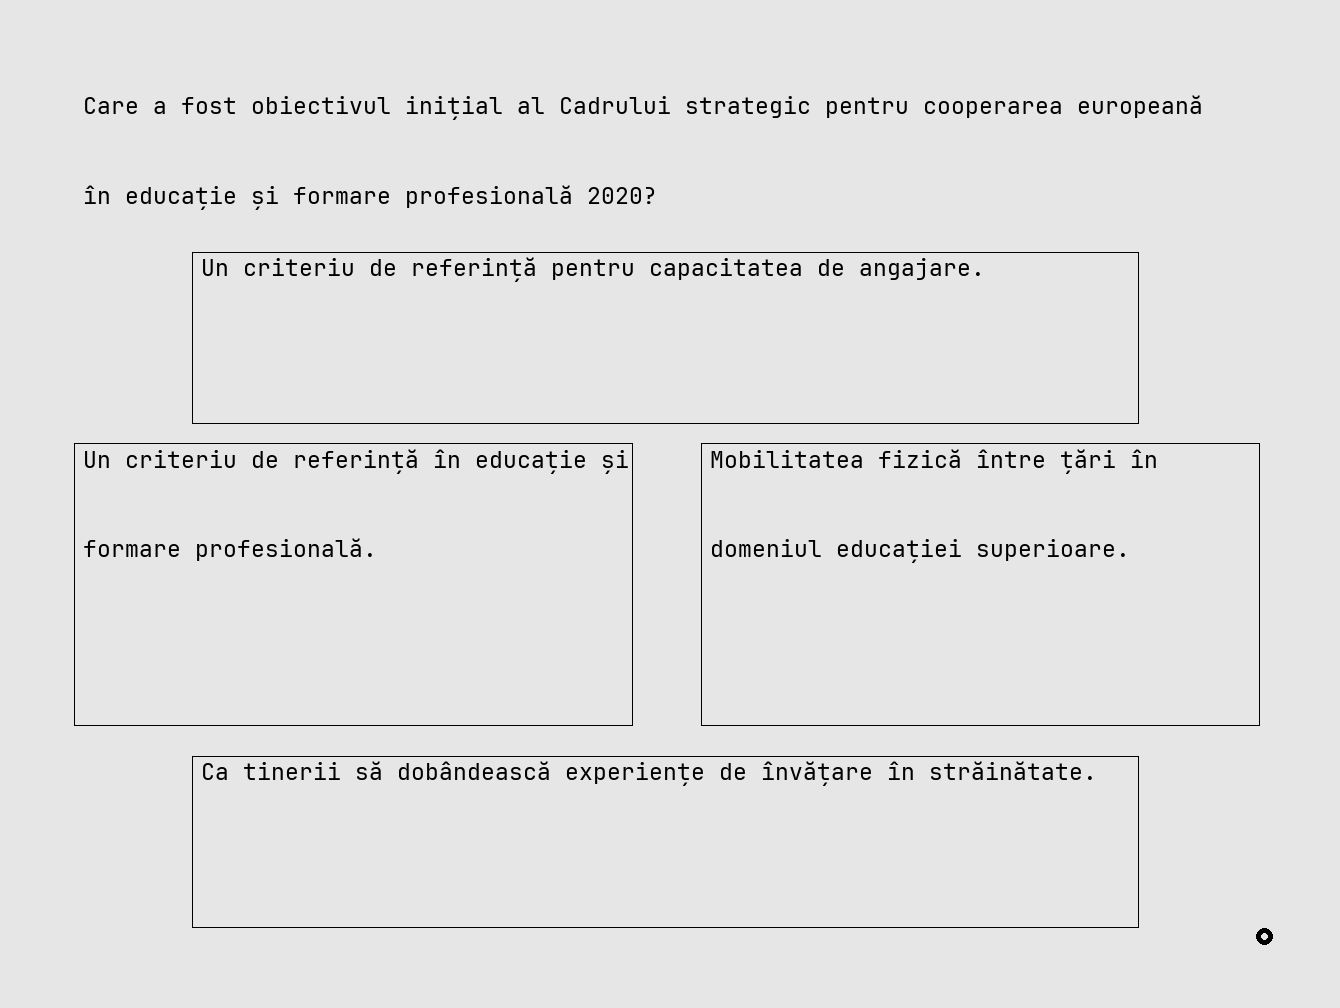 Care a fost obiectivul inițial al Cadrului strategic pentru cooperarea europeană
în educație și formare profesională 2020?
Un criteriu de referință pentru capacitatea de angajare.
Un criteriu de referință în educație și
formare profesională.
Mobilitatea fizică între țări în
domeniul educației superioare.
Ca tinerii să dobândească experiențe de învățare în străinătate.